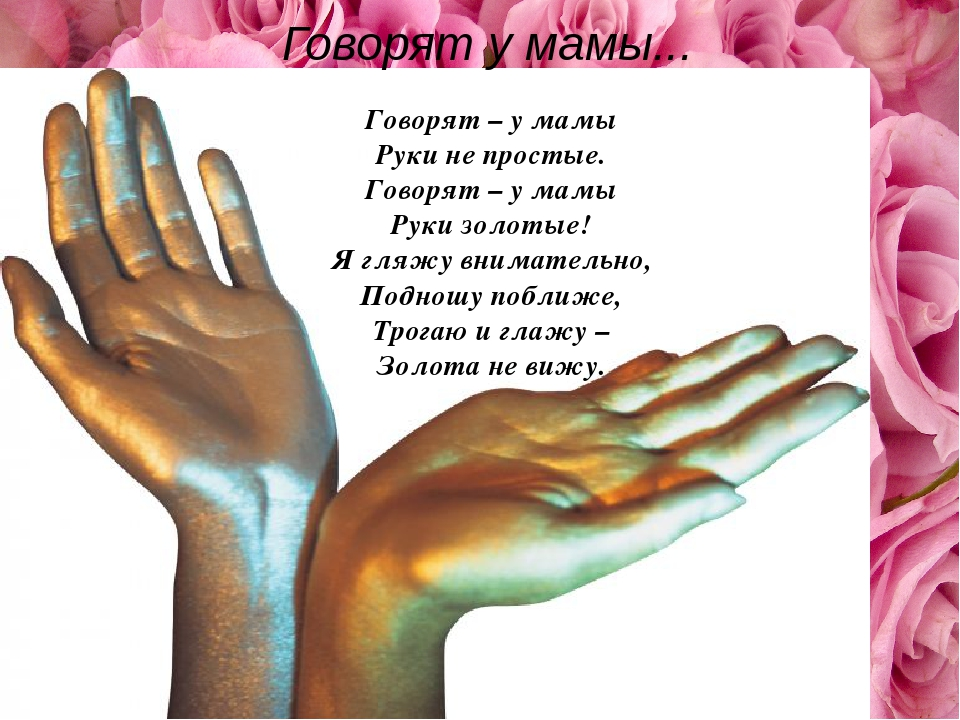 Говорят у мамы...
Говорят – у мамы
Руки не простые.
Говорят – у мамы
Руки золотые!
Я гляжу внимательно,
Подношу поближе,
Трогаю и глажу –
Золота не вижу.